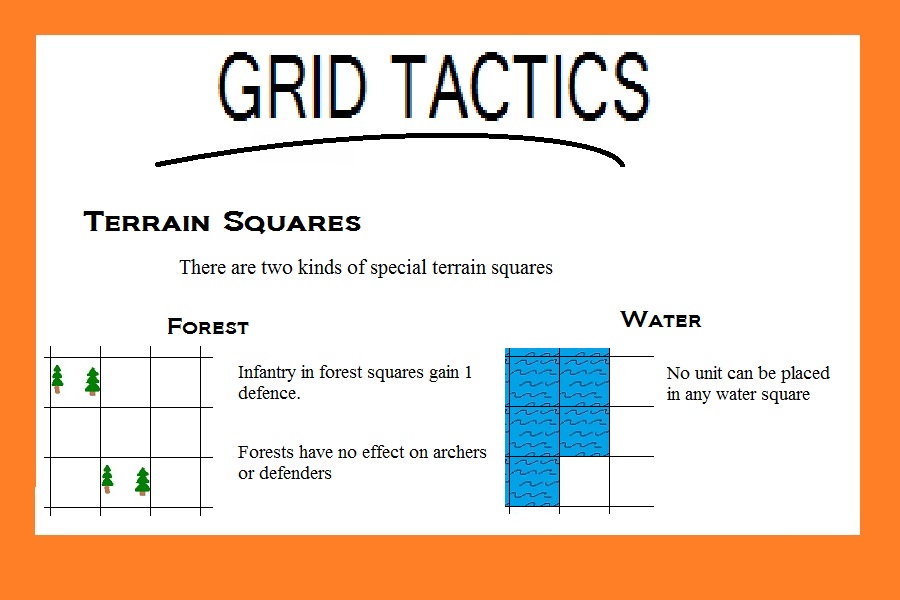 GRID TACTICS
Terrain Squares
There are two kinds of special terrain squares
Forest
Infantry in forest squares gain 1
defence.
Forests have no effect on archers
or defenders
Water
No unit can be placed
in any water square